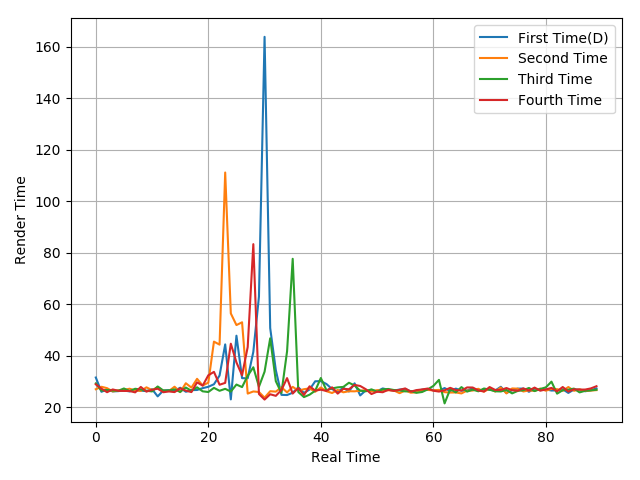 First Time(D)
Second Time
Third Time
Fourth Time
160
140
120
100
80
60
40
20
Render Time
0
20
40
60
80
Real Time